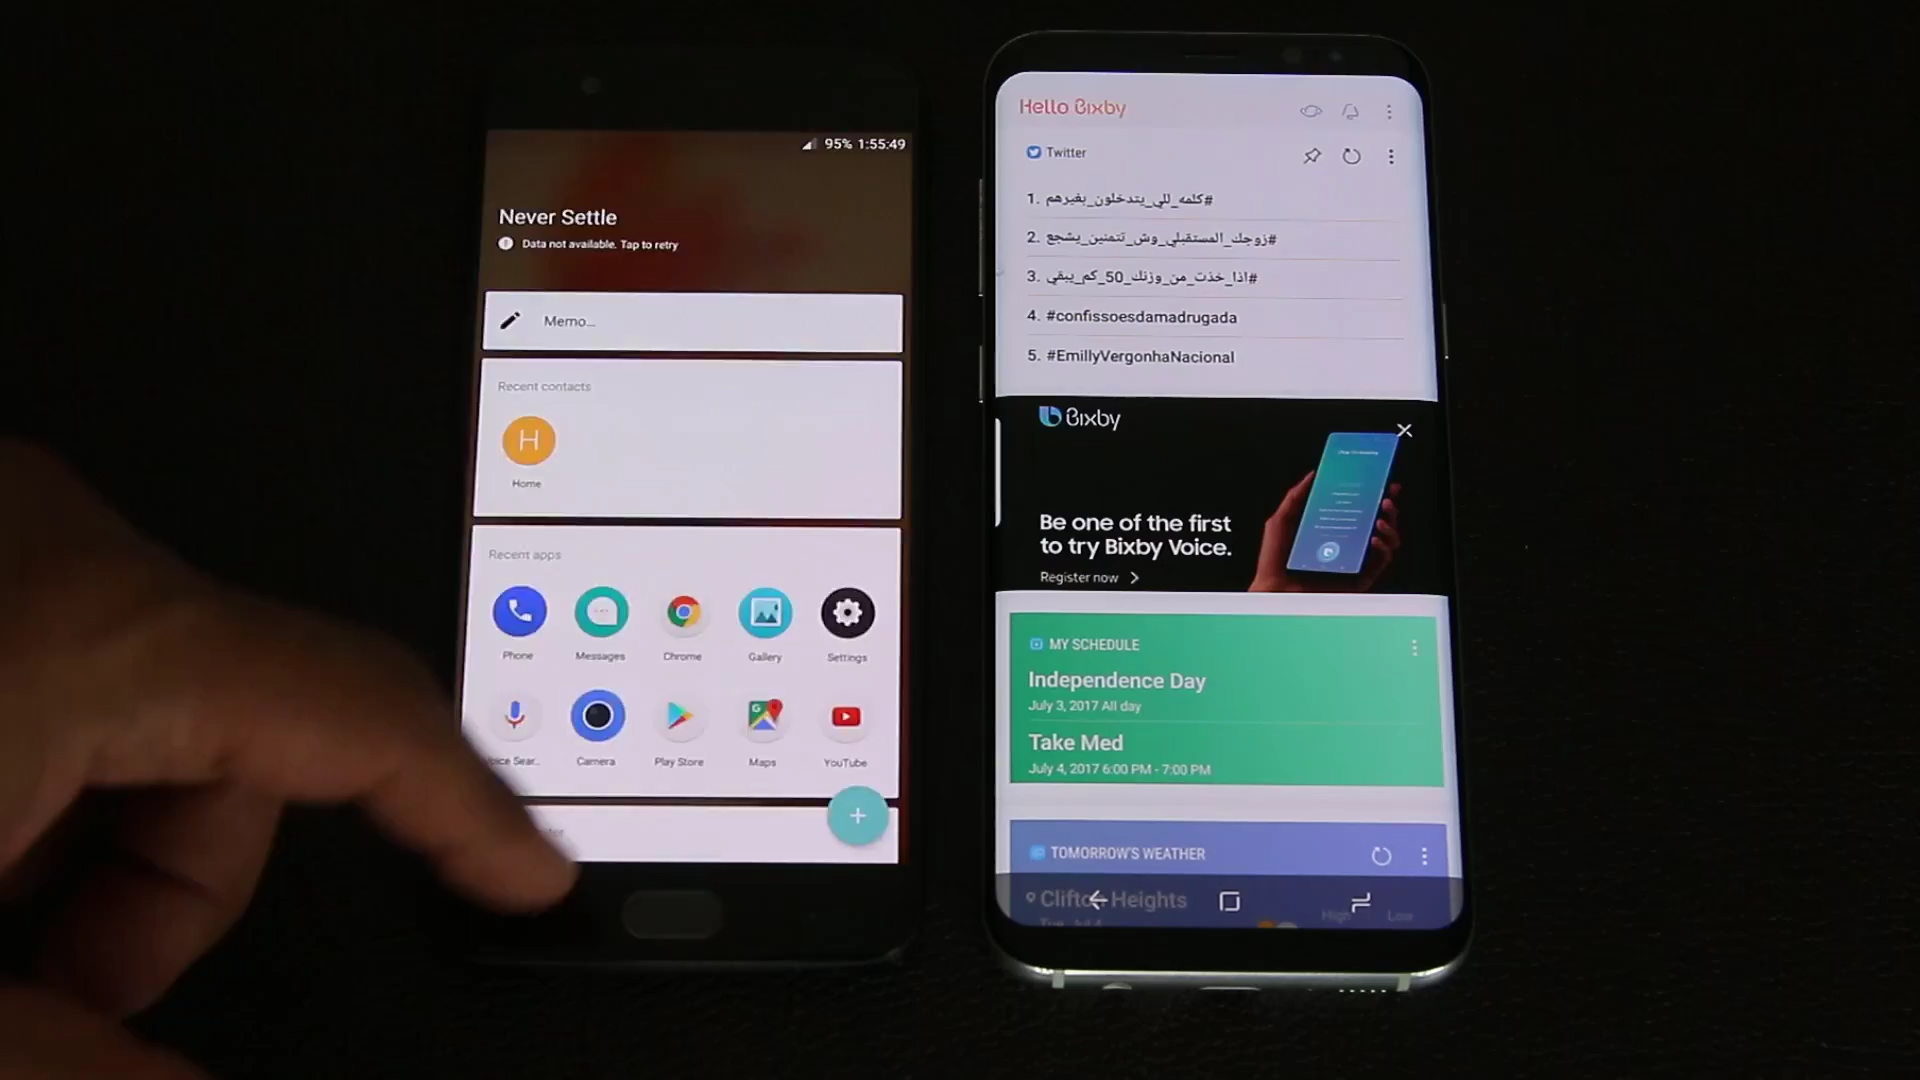 95% 1:55:49
Never Settle
Data not available. Tap to retry
Memo...
Recent contacts
H
Home
Recent apps
Phone
Messages
Chrome
Gallery
Settings
Camera
Play Store
Maps
YouTube
Hello Bixby
Twitter
1. #كلمه_للي_يتدخلون_بغيرهم
2. #زوجك_المستقبلي_وش_تتمنين_يشجع
3. #اذا_خذت_من_وزنك_50_كم_يبقي
4. #confissoesdamadrugada
5. #EmillyVergonhaNacional
Bixby
Be one of the first
to try Bixby Voice.
Register now >
MY SCHEDULE
Independence Day
July 3, 2017 All day
Take Med
July 4, 2017 6:00 PM - 7:00 PM
TOMORROW'S WEATHER
Clifton Heights
High Low